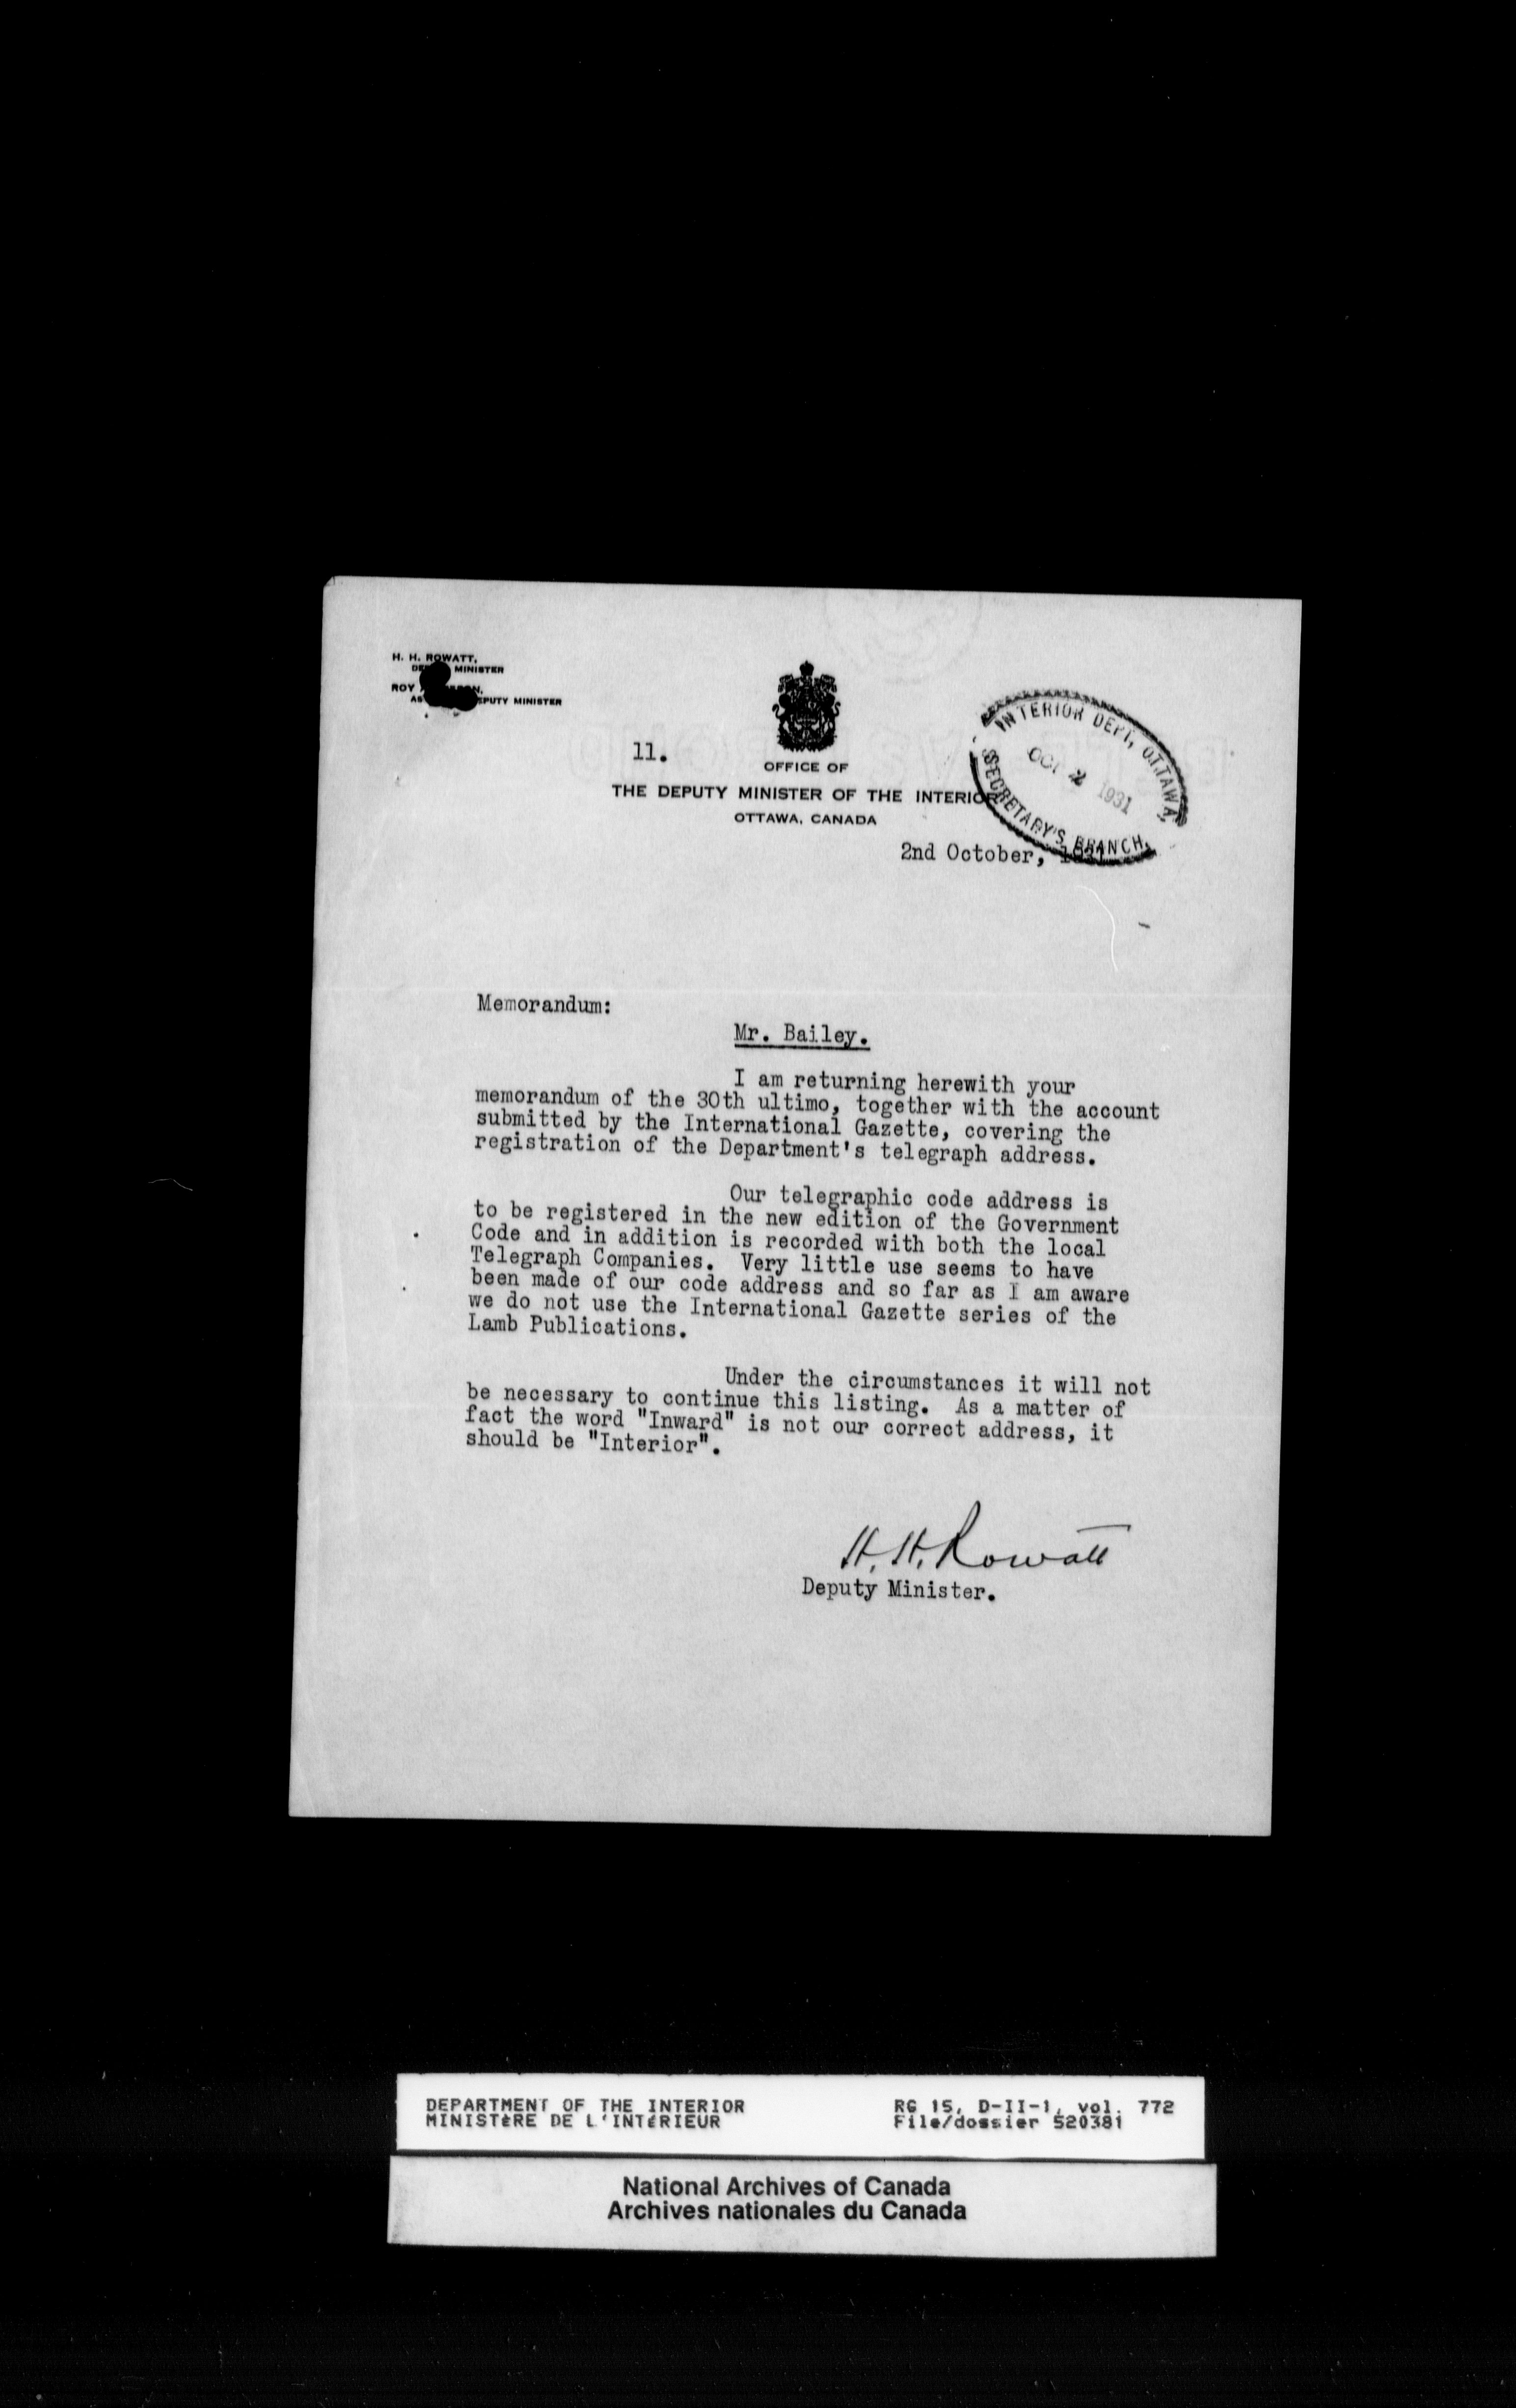 H. H. ROWATT,
MINISTER
ROY
DEPUTY MINISTER
11.
OFFICE OF
THE DEPUTY MINISTER OF THE INTERIOR
OTTAWA, CANADA
INTERIOR DEPT, OTTAWA
OCT 2 1931
SECRETARY'S BRANCH
2nd October, 1931
Memorandum:
Mr. Bailey.
I am returning herewith your
memorandum of the 30th ultimo, together with the account
submitted by the International Gazette, covering the
registration of the Department's telegraph address.
Our telegraphic code address is
to be registered in the new edition of the Government
Code and in addition is recorded with both the local
Telegraph Companies. Very little use seems to have
been made of our code address and so far as I am aware
we do not use the International Gazette series of the
Lamb Publications.
Under the circumstances it will not
be necessary to continue this listing. As a matter of
fact the word "Inward" is not our correct address, it
should be "Interior".
H. H. Rowatt
Deputy Minister.
DEPARTMENT OF THE INTERIOR
MINISTÈRE DE L'INTÉRIEUR
RG 15, D-II-1, vol. 772
File/dossier 520381
National Archives of Canada
Archives nationales du Canada